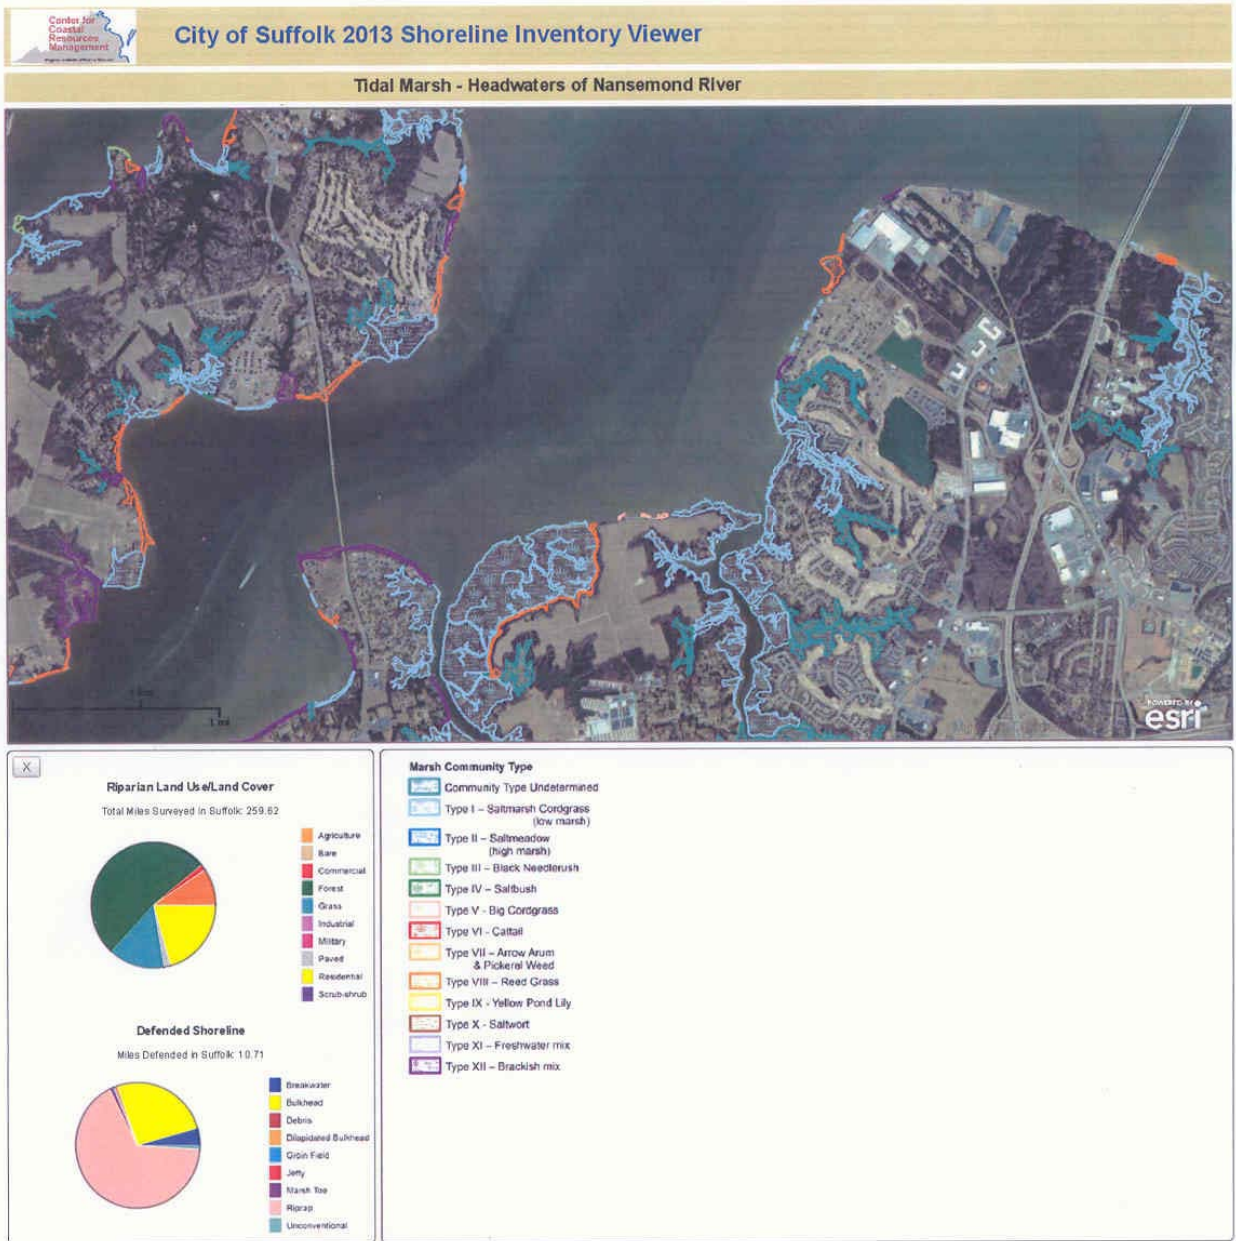 Center for
Coastal
Resources
Management
City of Suffolk 2013 Shoreline Inventory Viewer
Tidal Marsh - Headwaters of Nansemond River
1 mi
POWERED BY
esri
X
Riparian Land Use/Land Cover
Total Miles Surveyed in Suffolk: 259.62
Agriculture
Bare
Commercial
Forest
Grass
Industrial
Military
Paved
Residential
Scrub-shrub
Defended Shoreline
Miles Defended in Suffolk: 10.71
Breakwater
Bulkhead
Debris
Dilapidated Bulkhead
Groin Field
Jetty
Marsh Toe
Riprap
Unconventional
Marsh Community Type
Community Type Undetermined
Type I – Saltmarsh Cordgrass
(low marsh)
Type II – Saltmeadow
(high marsh)
Type III – Black Needlerush
Type IV – Saltbush
Type V - Big Cordgrass
Type VI - Cattail
Type VII – Arrow Arum
& Pickerel Weed
Type VIII – Reed Grass
Type IX - Yellow Pond Lily
Type X - Saltwort
Type XI – Freshwater mix
Type XII – Brackish mix